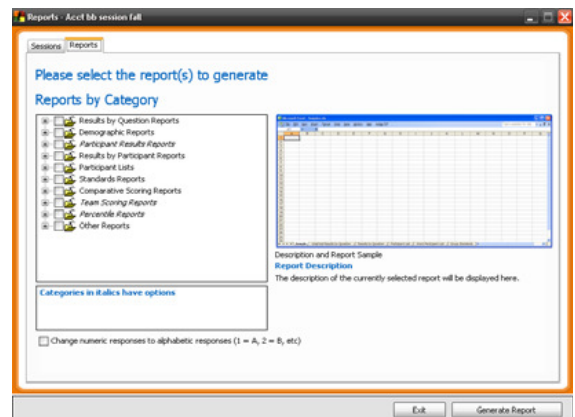 Reports - Acct bb session fall
Sessions Reports
Please select the report(s) to generate
Reports by Category
Results by Question Reports
Demographic Reports
Participant Results Reports
Results by Participant Reports
Participant Lists
Standards Reports
Comparative Scoring Reports
Team Scoring Reports
Percentile Reports
Other Reports
Description and Report Sample
Report Description
The description of the currently selected report will be displayed here.
Categories in italics have options
Change numeric responses to alphabetic responses (1 = A, 2 = B, etc)
Exit Generate Report